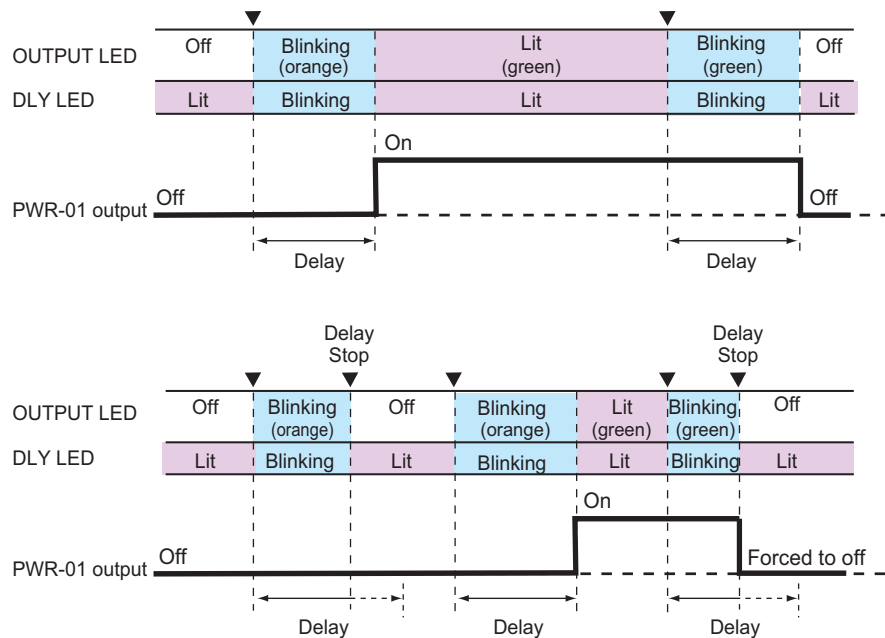 OUTPUT LED
Off
Blinking
(orange)
Lit
(green)
Blinking
(green)
Off
DLY LED
Lit
Blinking
Lit
Blinking
Lit
On
Off
Off
PWR-01 output
Delay
Delay
Delay
Stop
Delay
Stop
OUTPUT LED
Off
Blinking
(orange)
Off
Blinking
(orange)
Lit
(green)
Blinking
(green)
Off
DLY LED
Lit
Blinking
Lit
Blinking
Lit
Blinking
Lit
On
Off
Forced to off
PWR-01 output
Delay
Delay
Delay